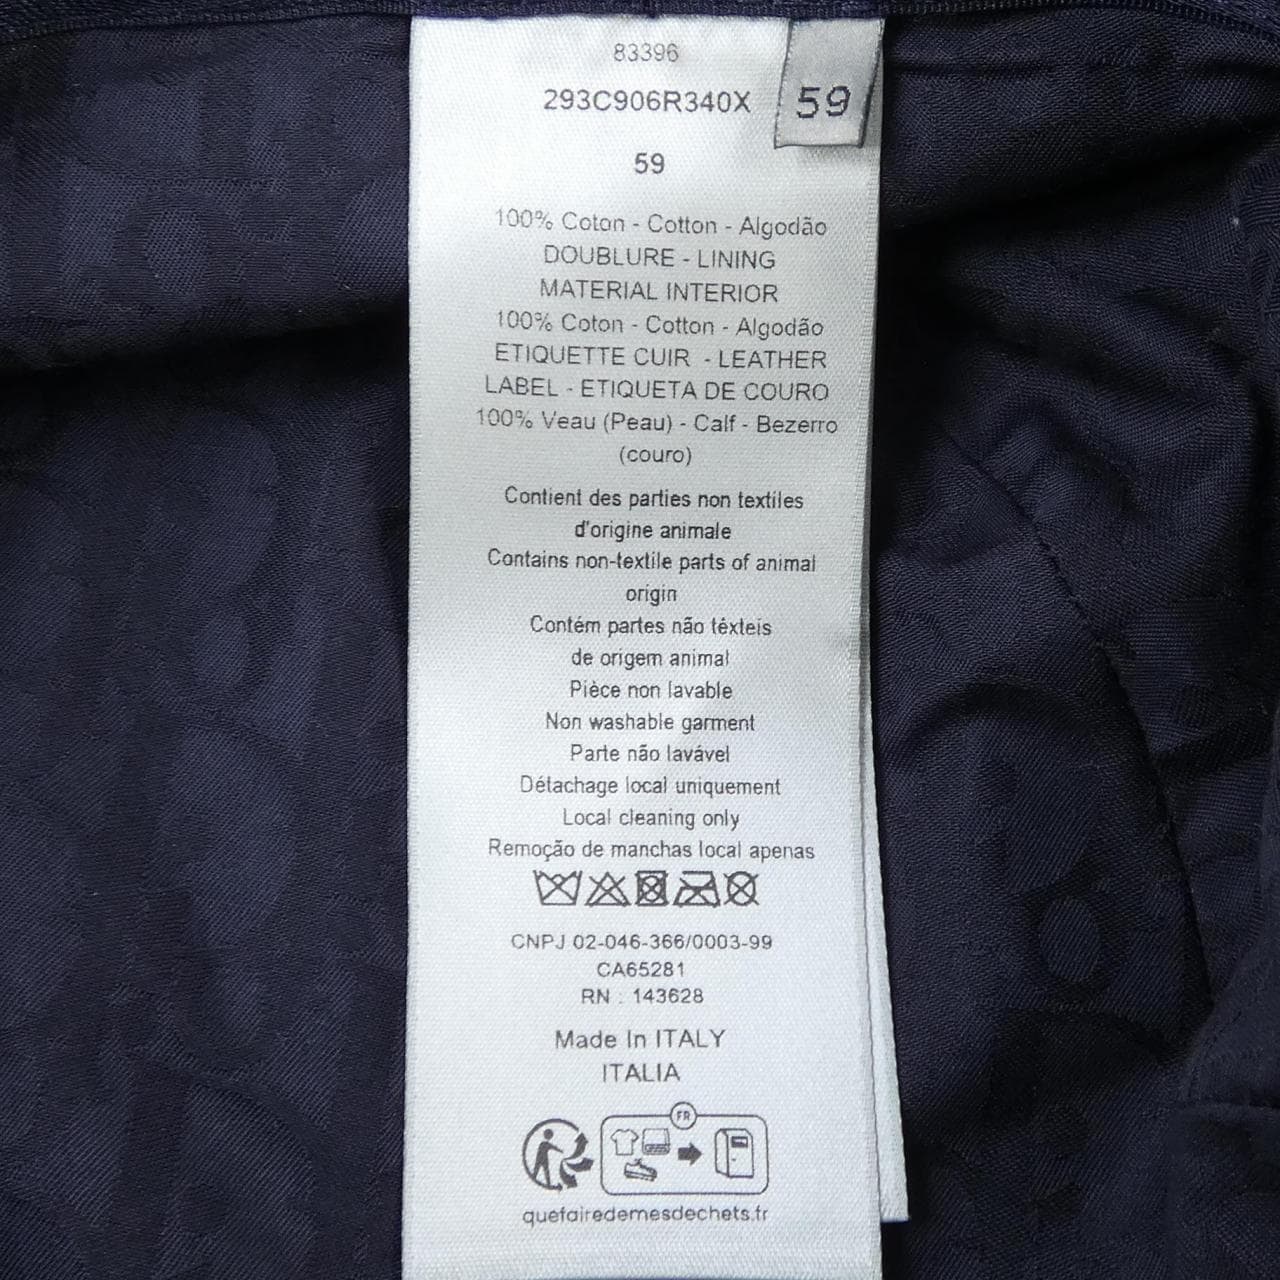 83396
293C906R340X
59
59
100% Coton - Cotton - Algodão
DOUBLURE - LINING
MATERIAL INTERIOR
100% Coton - Cotton - Algodão
ETIQUETTE CUIR - LEATHER
LABEL - ETIQUETA DE COURO
100% Veau (Peau) - Calf - Bezerro
(couro)
Contient des parties non textiles
d'origine animale
Contains non-textile parts of animal
origin
Contém partes não têxteis
de origem animal
Pièce non lavable
Non washable garment
Parte não lavável
Détachage local uniquement
Local cleaning only
Remoção de manchas local apenas
CNPJ 02-046-366/0003-99
CA65281
RN : 143628
Made In ITALY
ITALIA
FR
quefairedemesdechets.fr